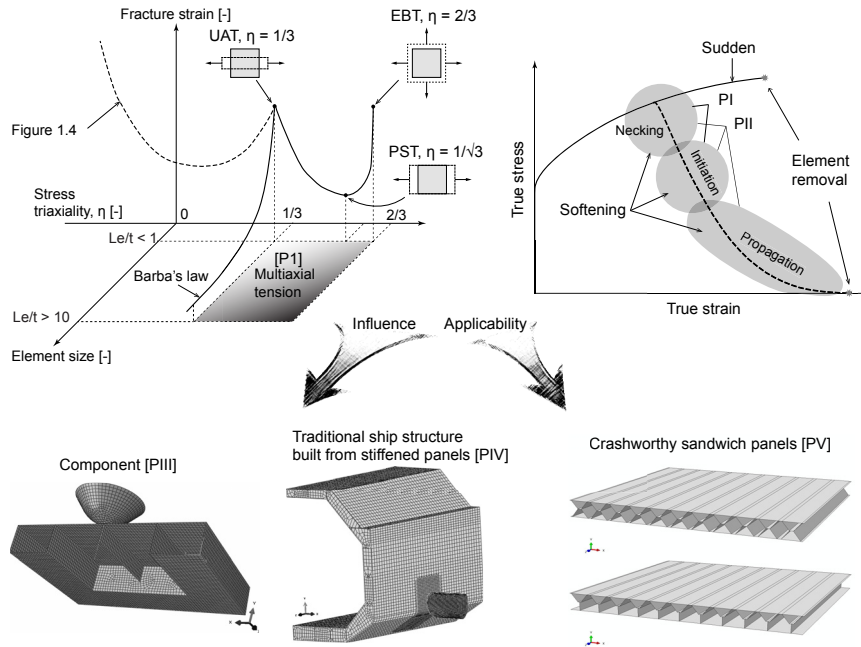 Fracture strain [-]
UAT, η = 1/3
EBT, η = 2/3
Figure 1.4
PST, η = 1/√3
Stress
triaxiality, η [-]
0
1/3
2/3
Le/t < 1
[P1]
Multiaxial
tension
Barba's law
Le/t > 10
Element size [-]
Sudden
PI
PII
Necking
Initiation
Element
removal
Softening
Propagation
True stress
True strain
Influence
Applicability
Component [PIII]
Traditional ship structure
built from stiffened panels [PIV]
Crashworthy sandwich panels [PV]